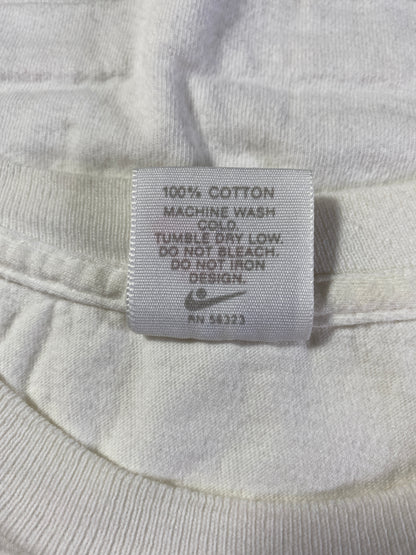 100% COTTON
MACHINE WASH
COLD.
TUMBLE DRY LOW.
DO NOT BLEACH.
DO NOT IRON
DESIGN.
RN 56323